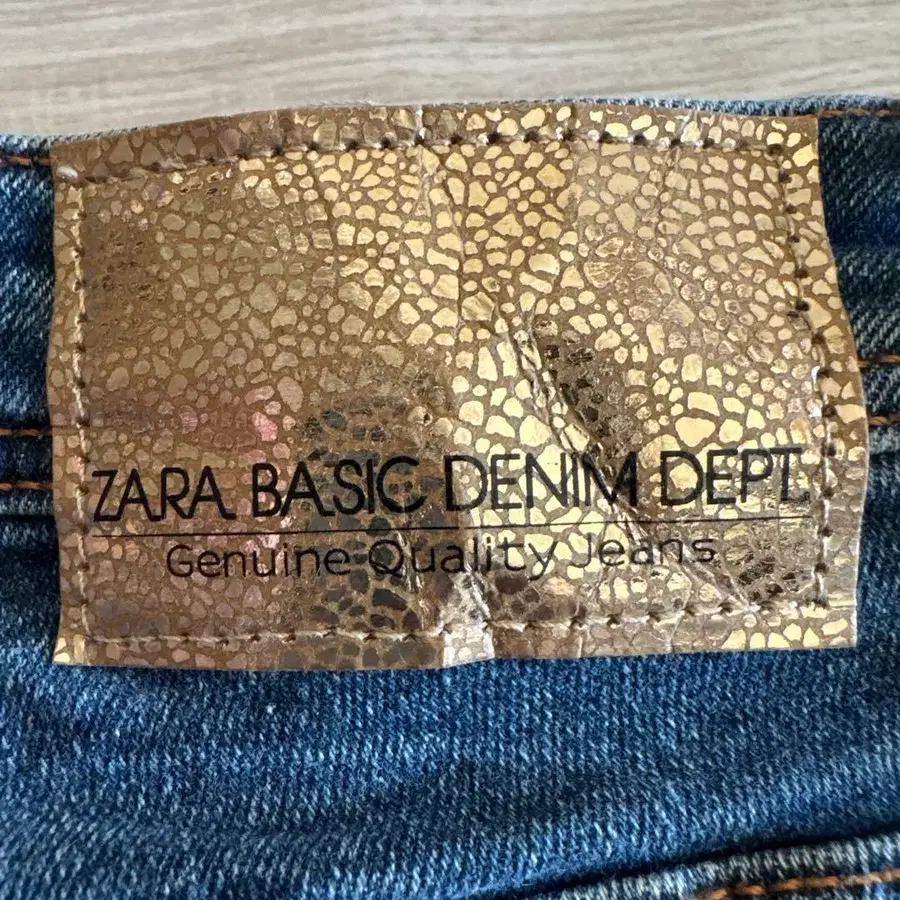 ZARA BASIC DENIM DEPT.
Genuine Quality Jeans